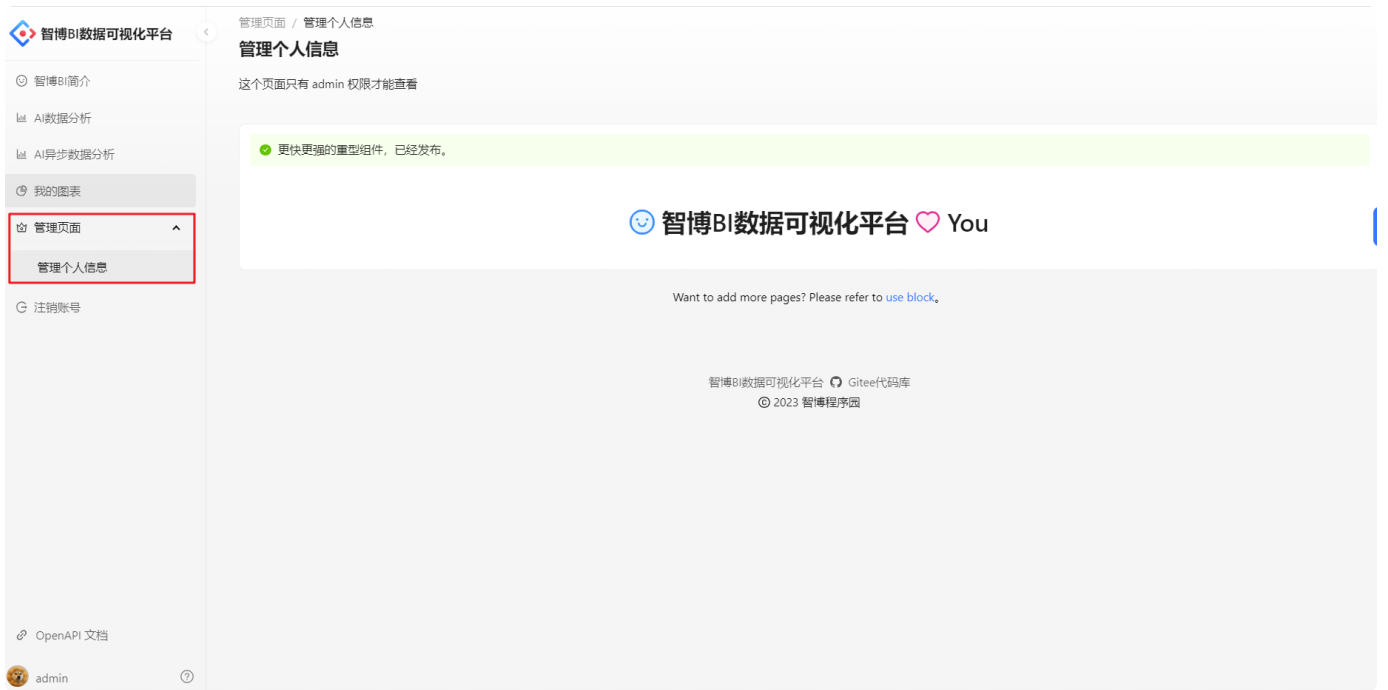 智博BI数据可视化平台
智博BI简介
AI数据分析
AI异步数据分析
我的图表
管理页面
管理个人信息
注销账号
OpenAPI 文档
admin
管理页面 / 管理个人信息
管理个人信息
这个页面只有 admin 权限才能查看
更快更强的重型组件，已经发布。
智博BI数据可视化平台 You
Want to add more pages? Please refer to use block。
智博BI数据可视化平台 Gitee代码库
© 2023 智博程序园